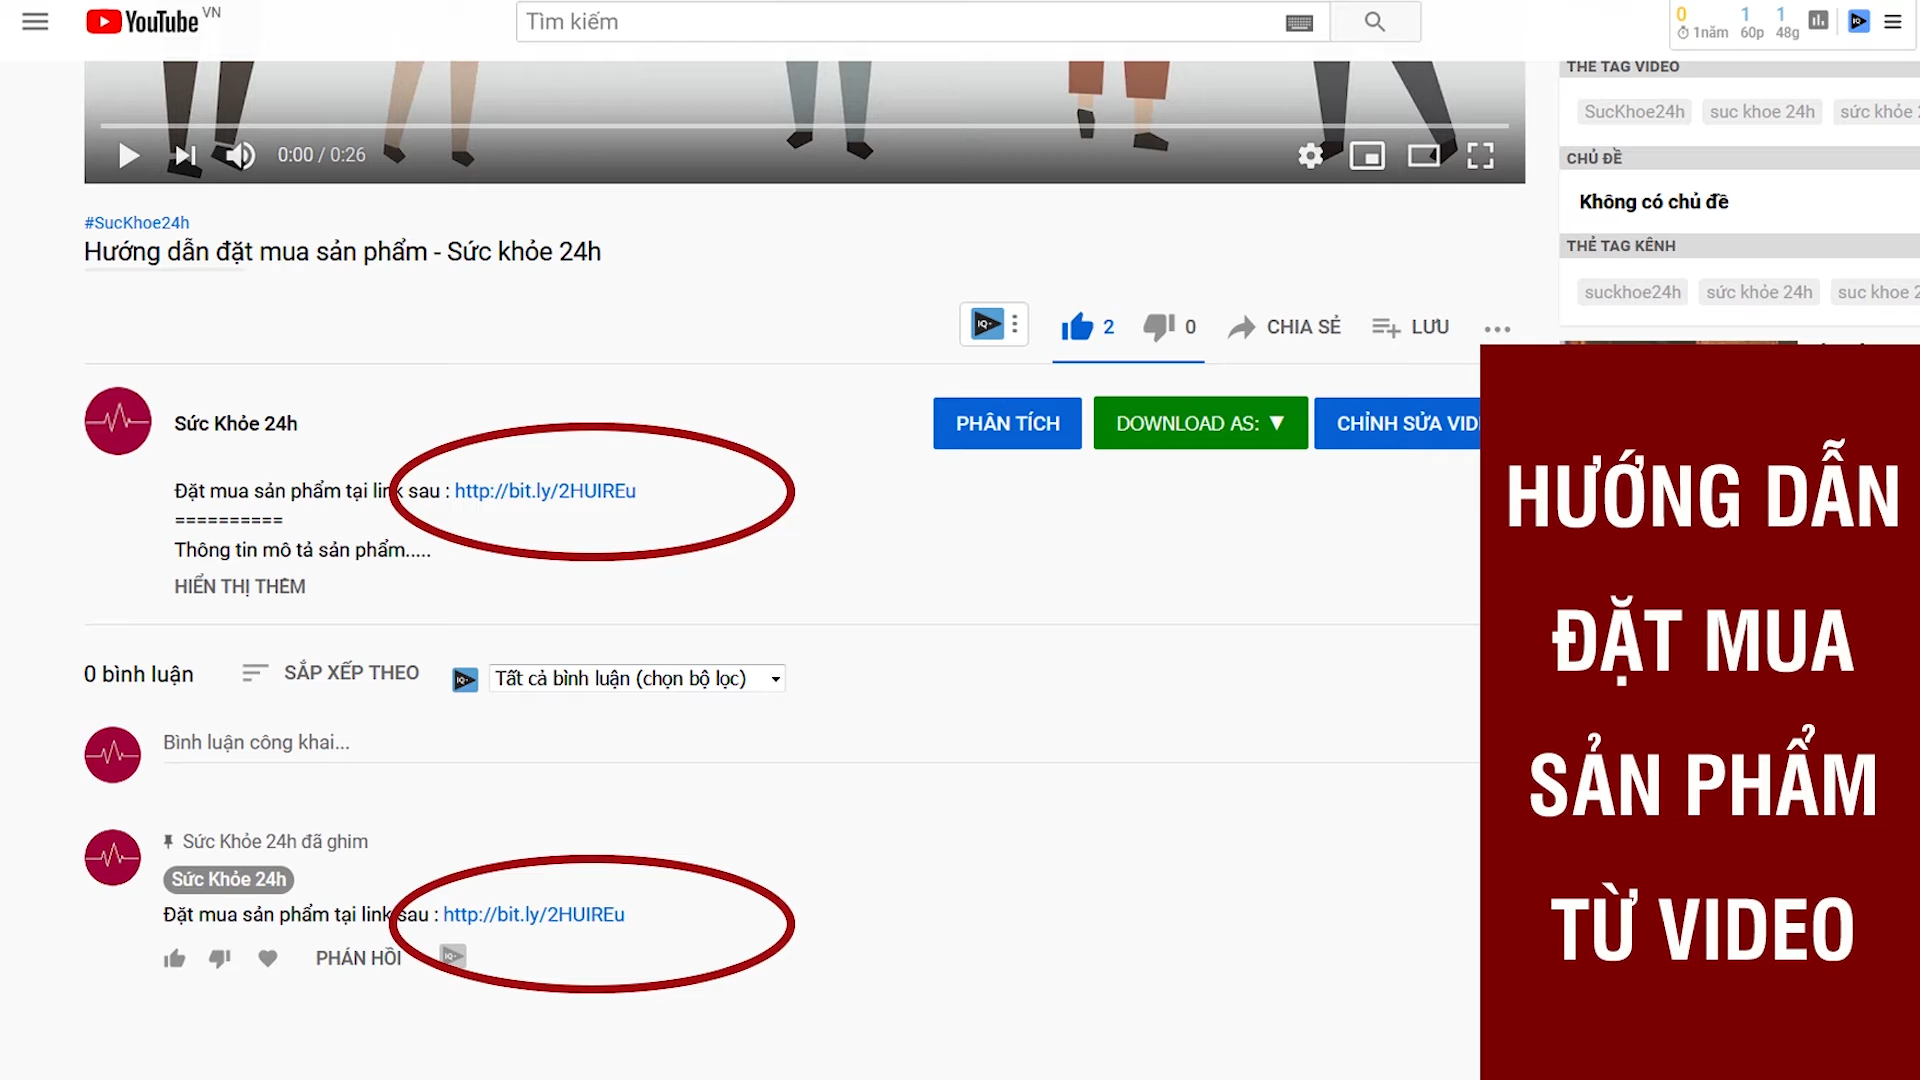 YouTube VN
Tìm kiếm
0 1 1
1năm 60p 48g
THẺ TAG VIDEO
SucKhoe24h suc khoe 24h sức khỏe
0:00 / 0:26
CHỦ ĐỀ
Không có chủ đề
#SucKhoe24h
Hướng dẫn đặt mua sản phẩm - Sức khỏe 24h
THẺ TAG KÊNH
suckhoe24h sức khỏe 24h suc khoe 2
IQ 2 0 CHIA SẺ LƯU
Sức Khỏe 24h
PHÂN TÍCH DOWNLOAD AS: ▼ CHỈNH SỬA VID
Đặt mua sản phẩm tại link sau : http://bit.ly/2HUIREu
==========
Thông tin mô tả sản phẩm.....
HIỂN THỊ THÊM
0 bình luận SẮP XẾP THEO IQ Tất cả bình luận (chọn bộ lọc)
Bình luận công khai...
Sức Khỏe 24h đã ghim
Sức Khỏe 24h
Đặt mua sản phẩm tại link sau : http://bit.ly/2HUIREu
PHẢN HỒI IQ
HƯỚNG DẪN
ĐẶT MUA
SẢN PHẨM
TỪ VIDEO